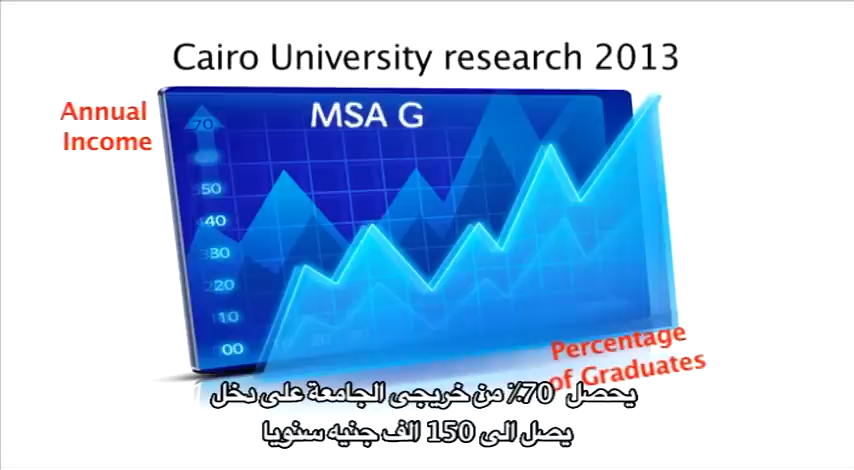 Cairo University research 2013
Annual
Income
MSA G
70
50
40
30
20
10
00
Percentage
of Graduates
يحصل 70٪ من خريجى الجامعة على دخل
يصل الى 150 الف جنيه سنويا